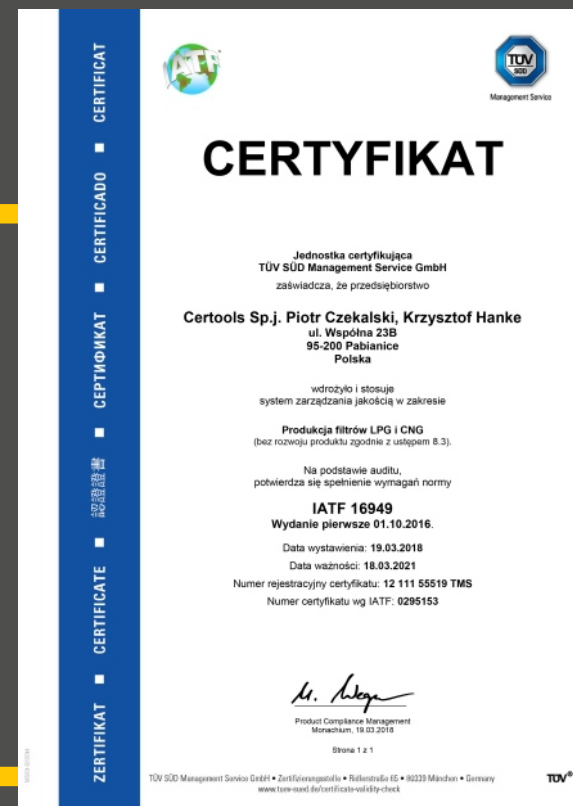 IATF
TÜV
SÜD
Management Service
CERTYFIKAT
Jednostka certyfikująca
TÜV SÜD Management Service GmbH
zaświadcza, że przedsiębiorstwo
Certools Sp.j. Piotr Czekalski, Krzysztof Hanke
ul. Wspólna 23B
95-200 Pabianice
Polska
wdrożyło i stosuje
system zarządzania jakością w zakresie
Produkcja filtrów LPG i CNG
(bez rozwoju produktu zgodnie z ustępem 8.3).
Na podstawie auditu,
potwierdza się spełnienie wymagań normy
IATF 16949
Wydanie pierwsze 01.10.2016.
Data wystawienia: 19.03.2018
Data ważności: 18.03.2021
Numer rejestracyjny certyfikatu: 12 111 55519 TMS
Numer certyfikatu wg IATF: 0295153
Product Compliance Management
Monachium, 19.03.2018
Strona 1 z 1
TÜV SÜD Management Service GmbH • Zertifizierungsstelle • Ridlerstraße 65 • 80339 München • Germany
www.tuev-sued.de/certificate-validity-check
TÜV®
ZERTIFIKAT ■ CERTIFICATE ■ 認證證書 ■ СЕРТИФИКАТ ■ CERTIFICADO ■ CERTIFICAT